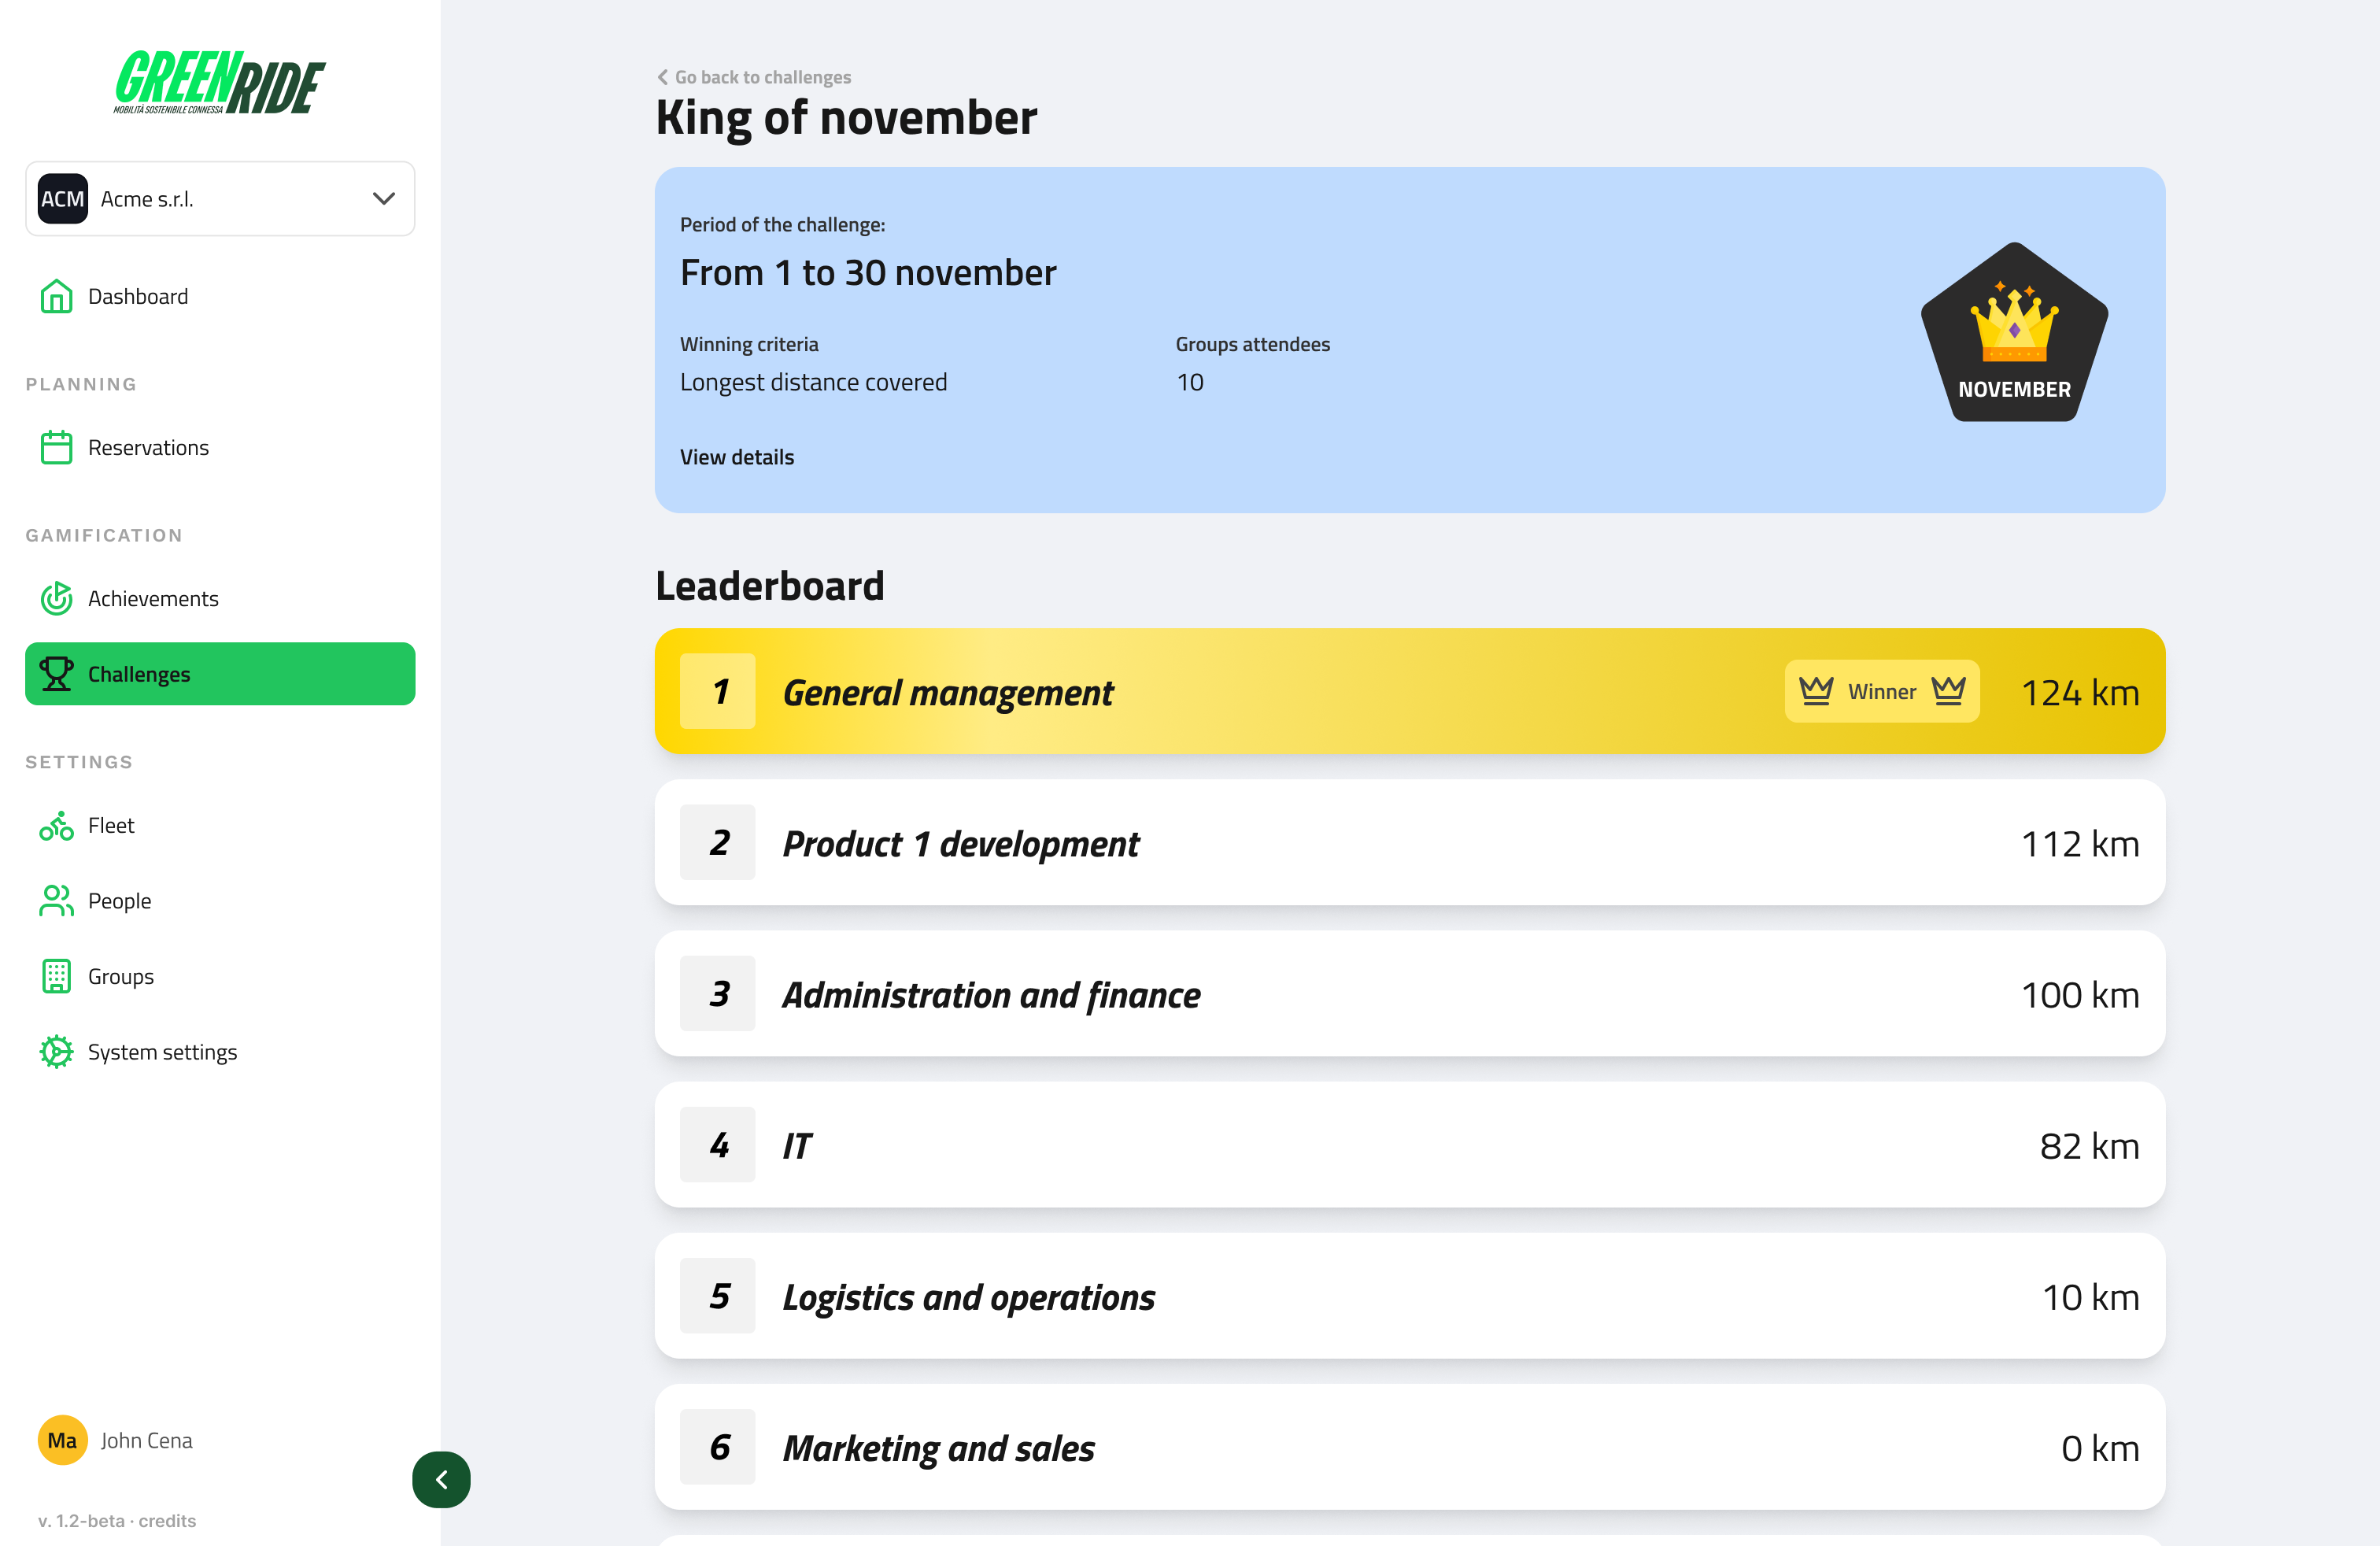 GREENRIDE
MOBILITÀ SOSTENIBILE CONNESSA
ACM Acme s.r.l.
Dashboard
PLANNING
Reservations
GAMIFICATION
Achievements
Challenges
SETTINGS
Fleet
People
Groups
System settings
Ma John Cena
v. 1.2-beta · credits
Go back to challenges
King of november
Period of the challenge:
From 1 to 30 november
Winning criteria
Longest distance covered
Groups attendees
10
View details
NOVEMBER
Leaderboard
1 General management Winner 124 km
2 Product 1 development 112 km
3 Administration and finance 100 km
4 IT 82 km
5 Logistics and operations 10 km
6 Marketing and sales 0 km